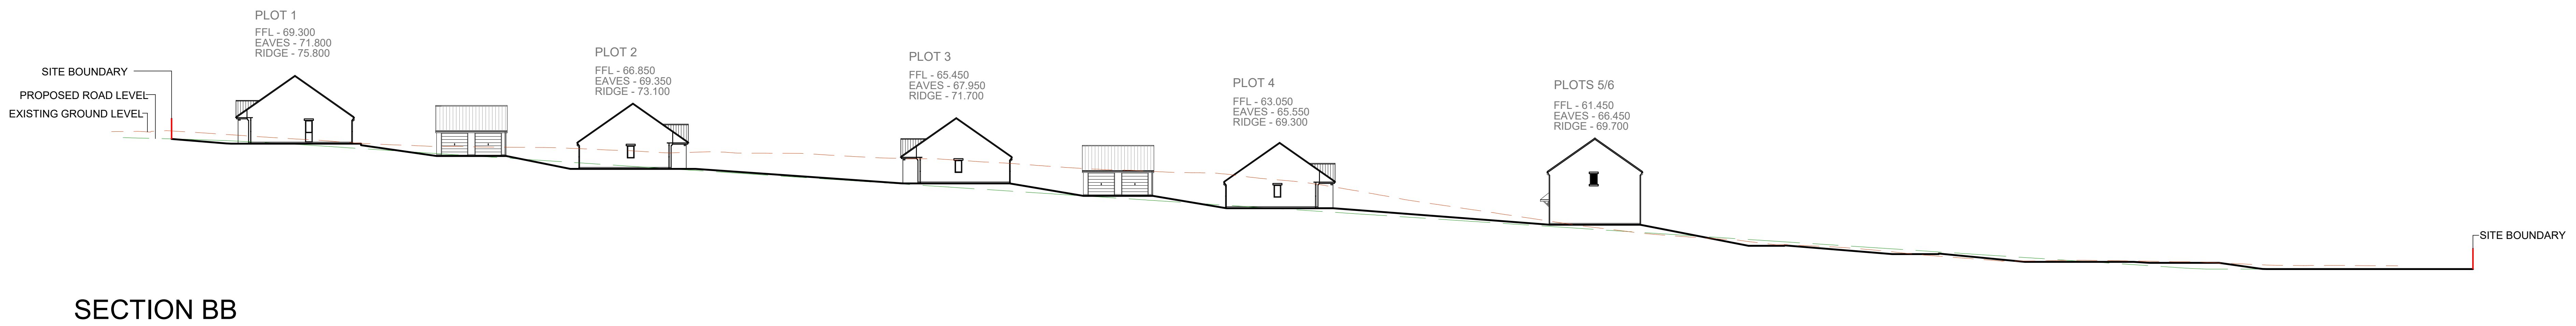 PLOT 1
FFL - 69.300
EAVES - 71.800
RIDGE - 75.800
PLOT 2
FFL - 66.850
EAVES - 69.350
RIDGE - 73.100
PLOT 3
FFL - 65.450
EAVES - 67.950
RIDGE - 71.700
PLOT 4
FFL - 63.050
EAVES - 65.550
RIDGE - 69.300
PLOTS 5/6
FFL - 61.450
EAVES - 66.450
RIDGE - 69.700
SITE BOUNDARY
PROPOSED ROAD LEVEL
EXISTING GROUND LEVEL
SITE BOUNDARY
SECTION BB